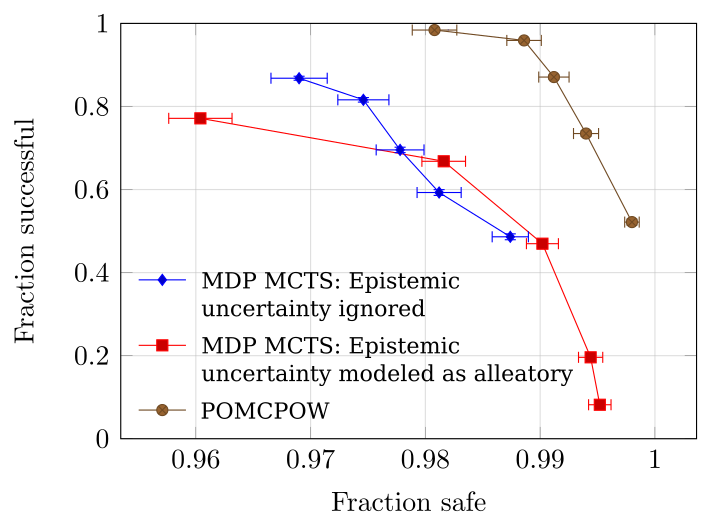 1
0.8
0.6
0.4
0.2
0
Fraction successful
MDP MCTS: Epistemic
uncertainty ignored
MDP MCTS: Epistemic
uncertainty modeled as alleatory
POMCPOW
0.96
0.97
0.98
0.99
1
Fraction safe